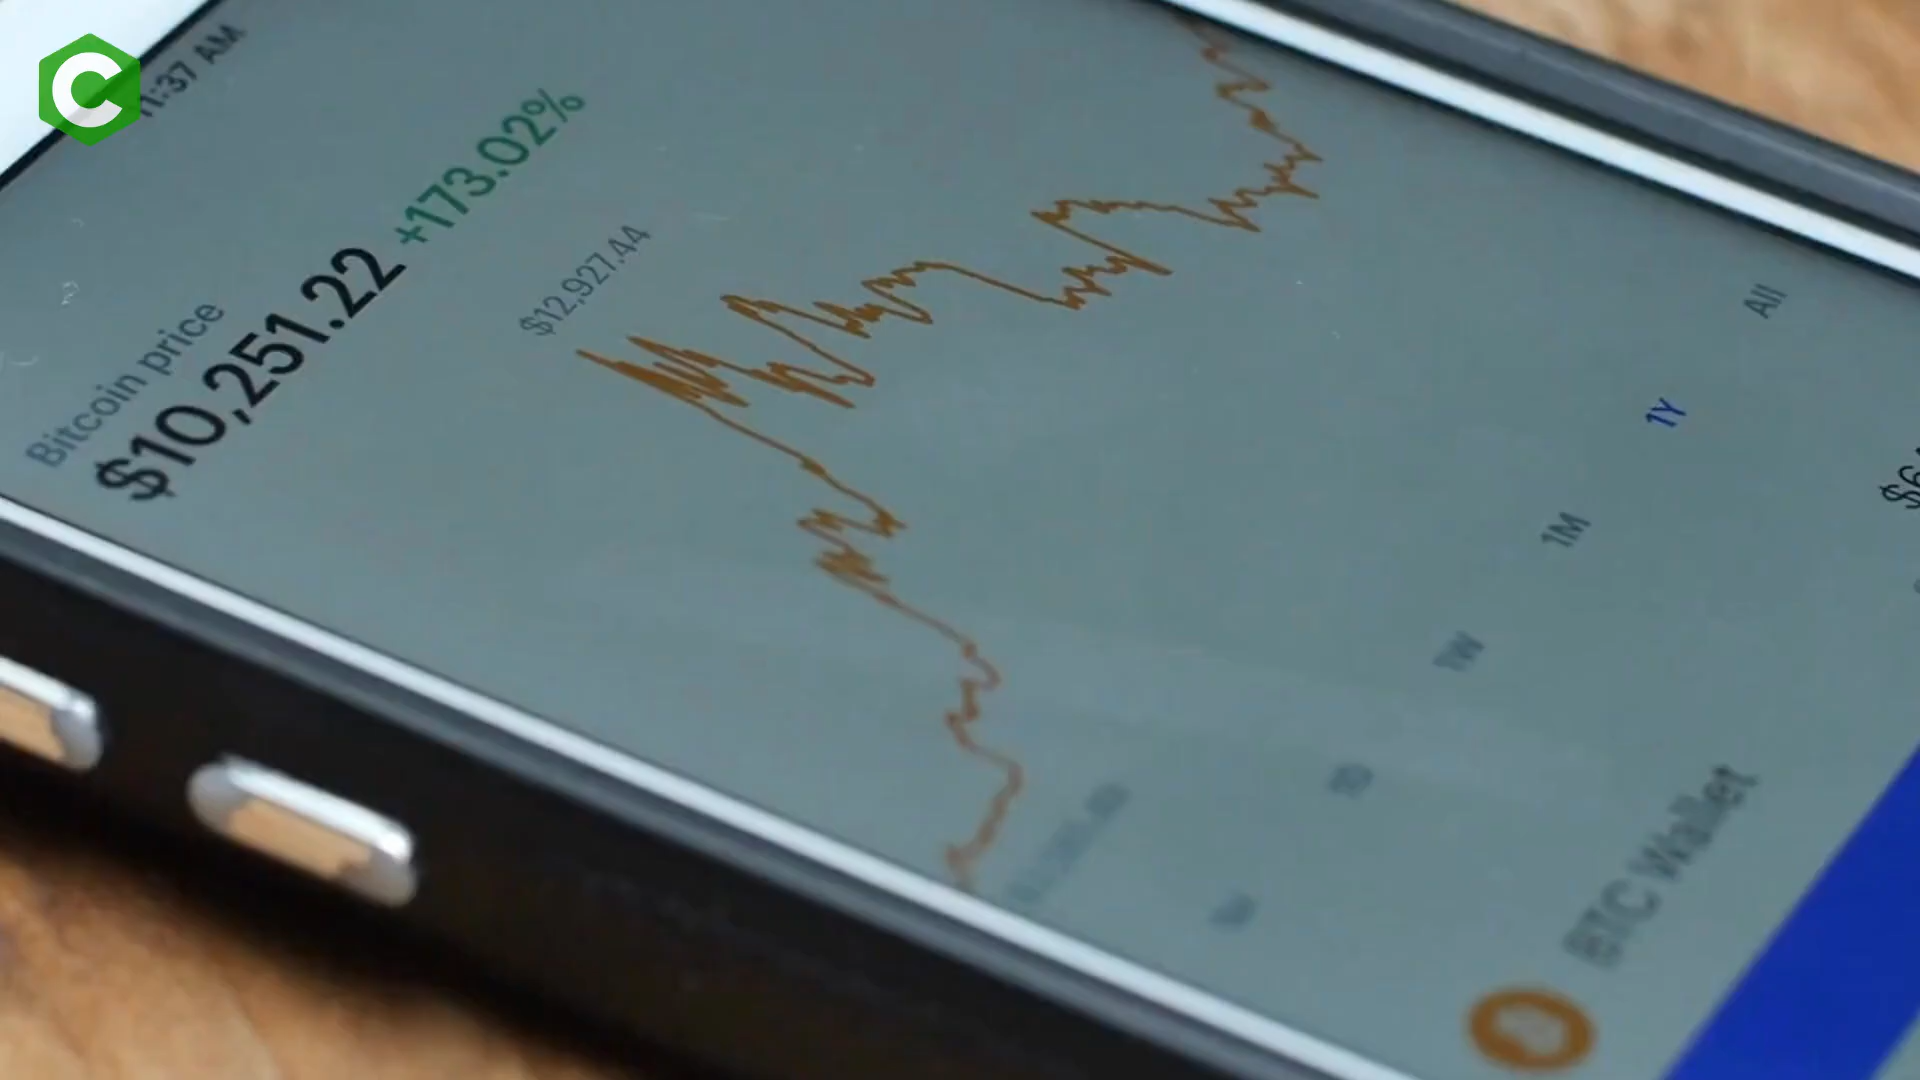 11:37 AM
Bitcoin price
$10,251.22 +173.02%
$12,927.44
1W
1M
1Y
All
BTC Wallet